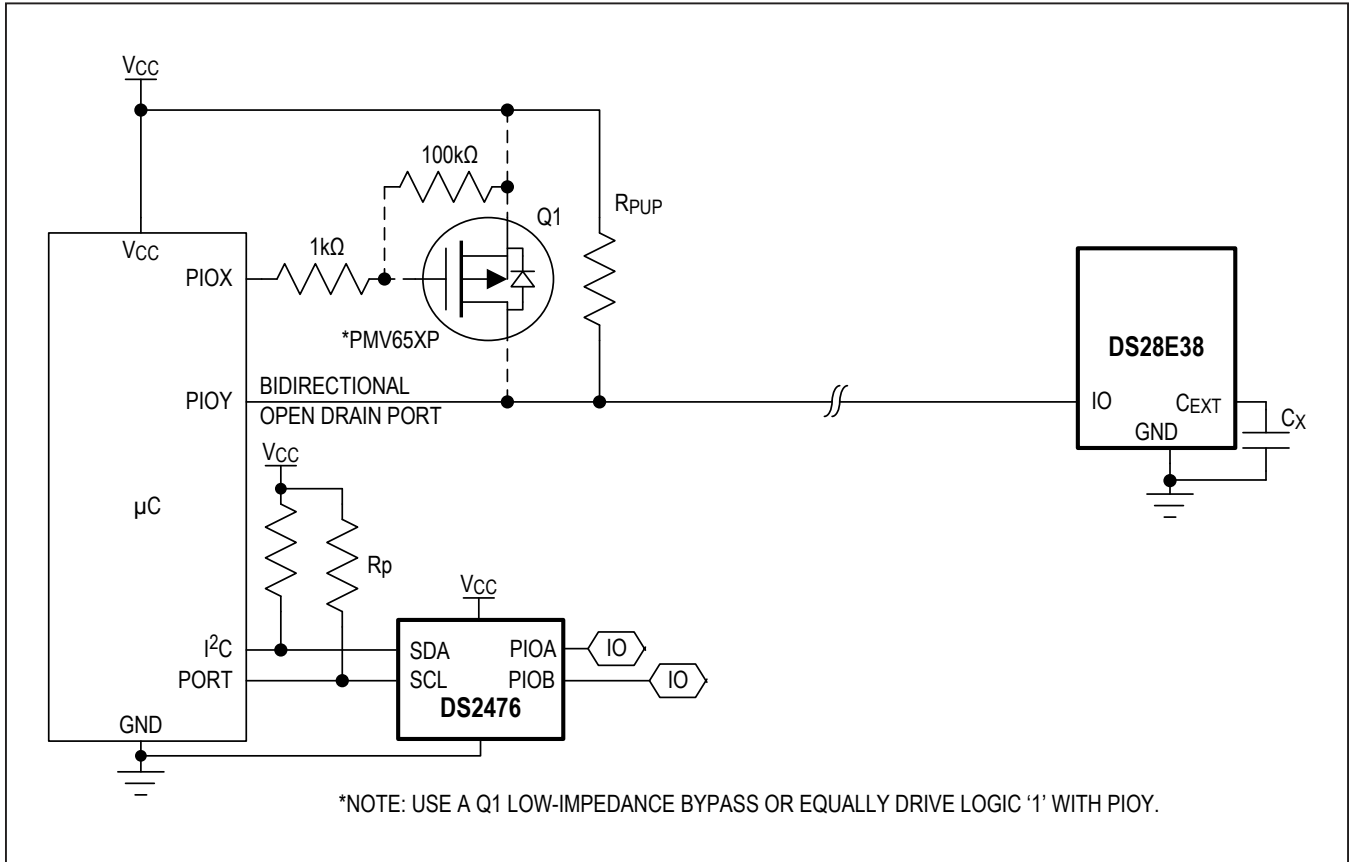 VCC
100kΩ
Q1
RPUP
1kΩ
VCC
PIOX
*PMV65XP
DS28E38
PIOY
BIDIRECTIONAL
OPEN DRAIN PORT
IO
CEXT
CX
GND
VCC
µC
Rp
VCC
I²C
PORT
SDA
SCL
PIOA
PIOB
IO
IO
DS2476
GND
*NOTE: USE A Q1 LOW-IMPEDANCE BYPASS OR EQUALLY DRIVE LOGIC ‘1’ WITH PIOY.